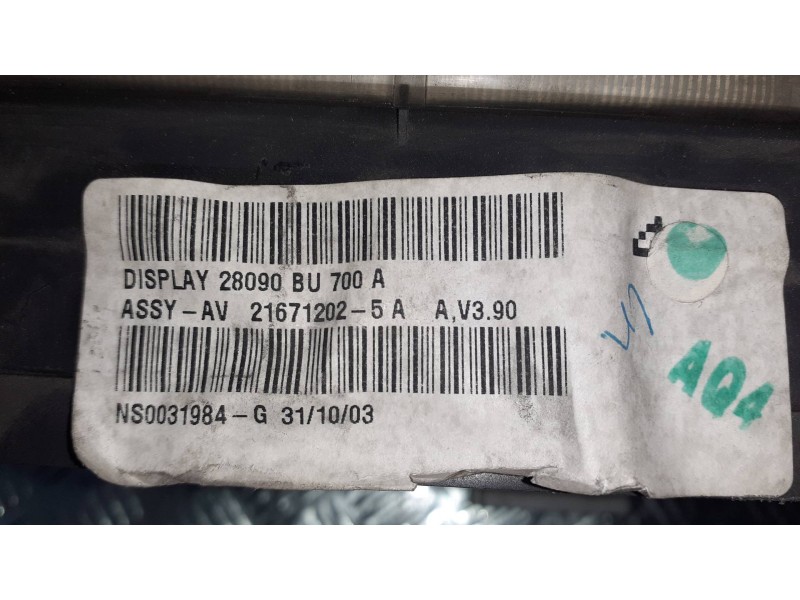 DISPLAY 28090 BU 700 A
ASSY-AV 21671202-5 A A,V3.90
NS0031984-G 31/10/03
AQ4